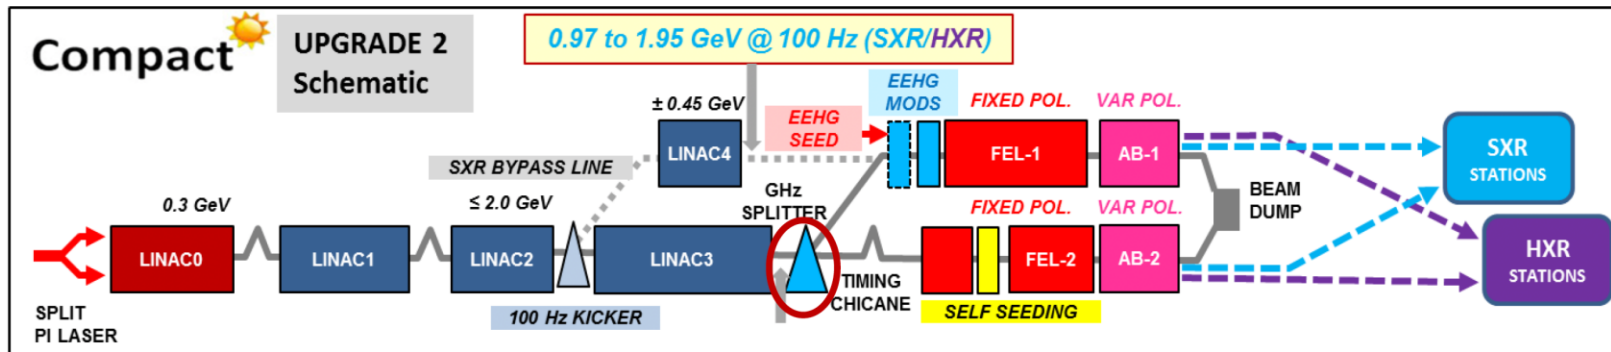 Compact
UPGRADE 2
Schematic
0.97 to 1.95 GeV @ 100 Hz (SXR/HXR)
± 0.45 GeV
LINAC4
EEHG
SEED
EEHG
MODS
FIXED POL.
VAR POL.
FEL-1
AB-1
SXR
STATIONS
SXR BYPASS LINE
GHz
SPLITTER
BEAM
DUMP
0.3 GeV
≤ 2.0 GeV
FIXED POL.
VAR POL.
LINAC0
LINAC1
LINAC2
LINAC3
FEL-2
AB-2
HXR
STATIONS
TIMING
CHICANE
SPLIT
PI LASER
100 Hz KICKER
SELF SEEDING